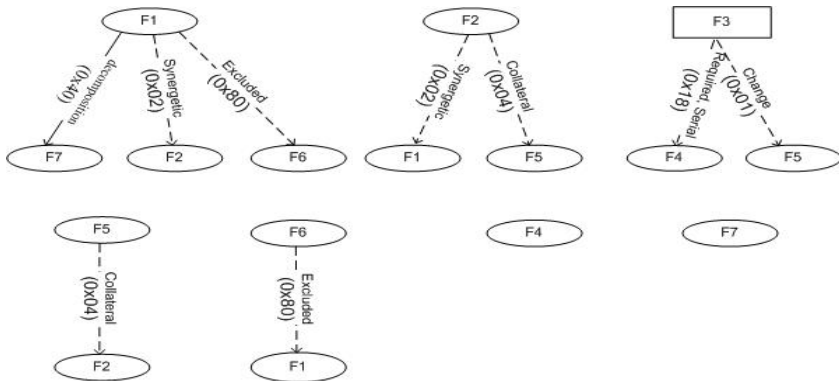 F1
decomposition
(0x40)
Synergetic
(0x02)
Excluded
(0x80)
F7
F2
F6
F2
Synergetic
(0x02)
Collateral
(0x04)
F1
F5
F3
Required, Serial
(0x18)
Change
(0x01)
F4
F5
F5
Collateral
(0x04)
F2
F6
Excluded
(0x80)
F1
F4
F7